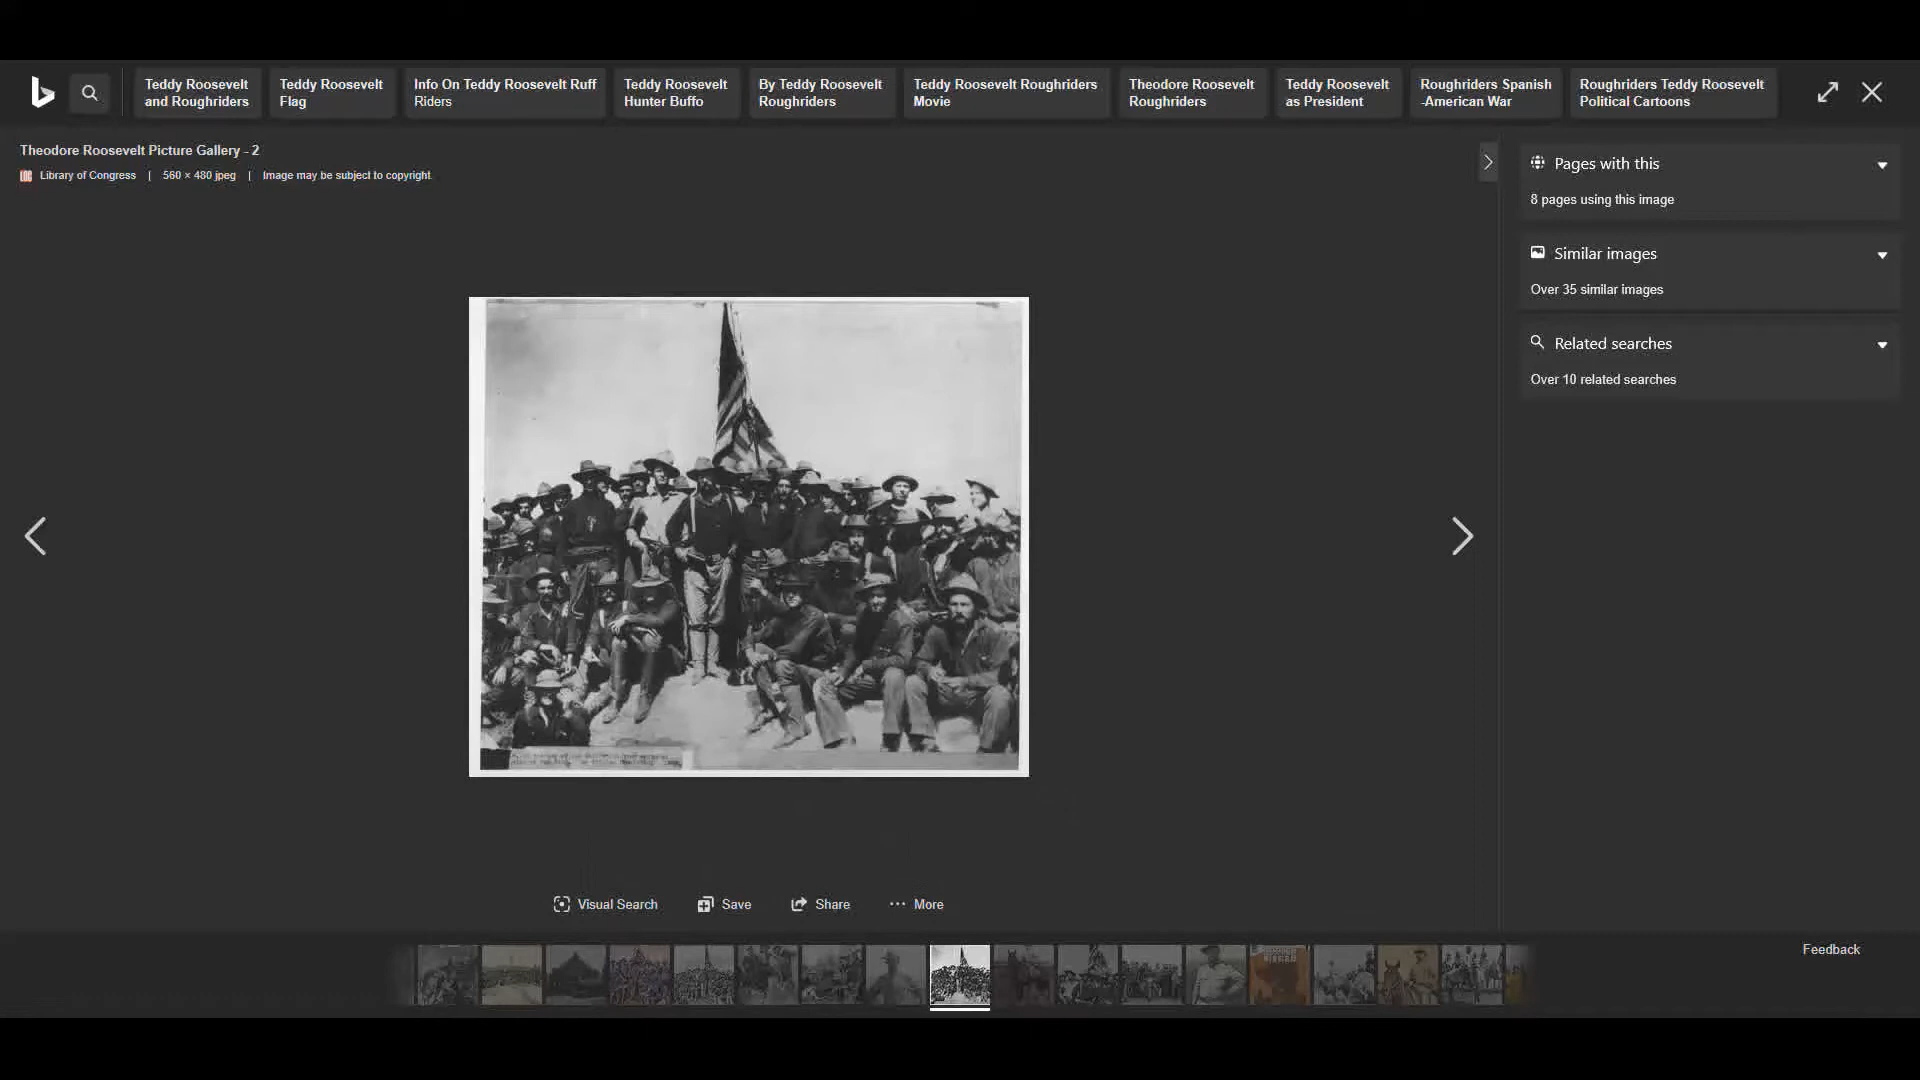 Teddy Roosevelt
and Roughriders
Teddy Roosevelt
Flag
Info On Teddy Roosevelt Ruff
Riders
Teddy Roosevelt
Hunter Buffo
By Teddy Roosevelt
Roughriders
Teddy Roosevelt Roughriders
Movie
Theodore Roosevelt
Roughriders
Teddy Roosevelt
as President
Roughriders Spanish
-American War
Roughriders Teddy Roosevelt
Political Cartoons
Theodore Roosevelt Picture Gallery - 2
Library of Congress | 560 × 480 jpeg | Image may be subject to copyright
Pages with this
8 pages using this image
Similar images
Over 35 similar images
Related searches
Over 10 related searches
Visual Search
Save
Share
More
Feedback